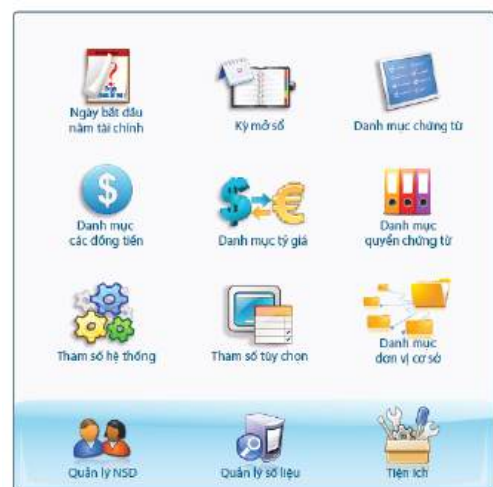 Ngày bắt đầu
năm tài chính
Kỳ mở sổ
Danh mục chứng từ
Danh mục
các đồng tiền
Danh mục tỷ giá
Danh mục
quyển chứng từ
Tham số hệ thống
Tham số tùy chọn
Danh mục
đơn vị cơ sở
Quản lý NSD
Quản lý số liệu
Tiện ích